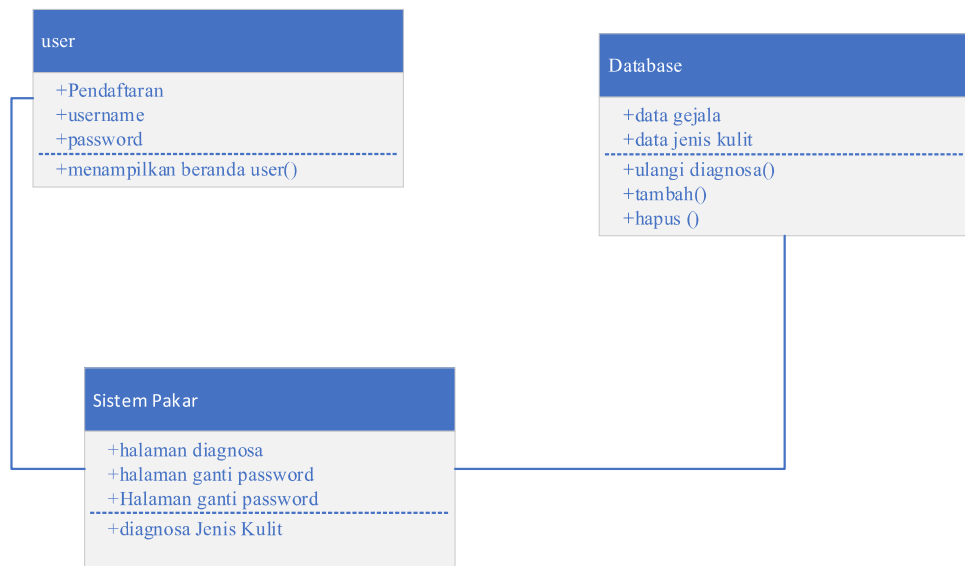 user
+Pendaftaran
+username
+password
+menampilkan beranda user()
Database
+data gejala
+data jenis kulit
+ulangi diagnosa()
+tambah()
+hapus ()
Sistem Pakar
+halaman diagnosa
+halaman ganti password
+Halaman ganti password
+diagnosa Jenis Kulit